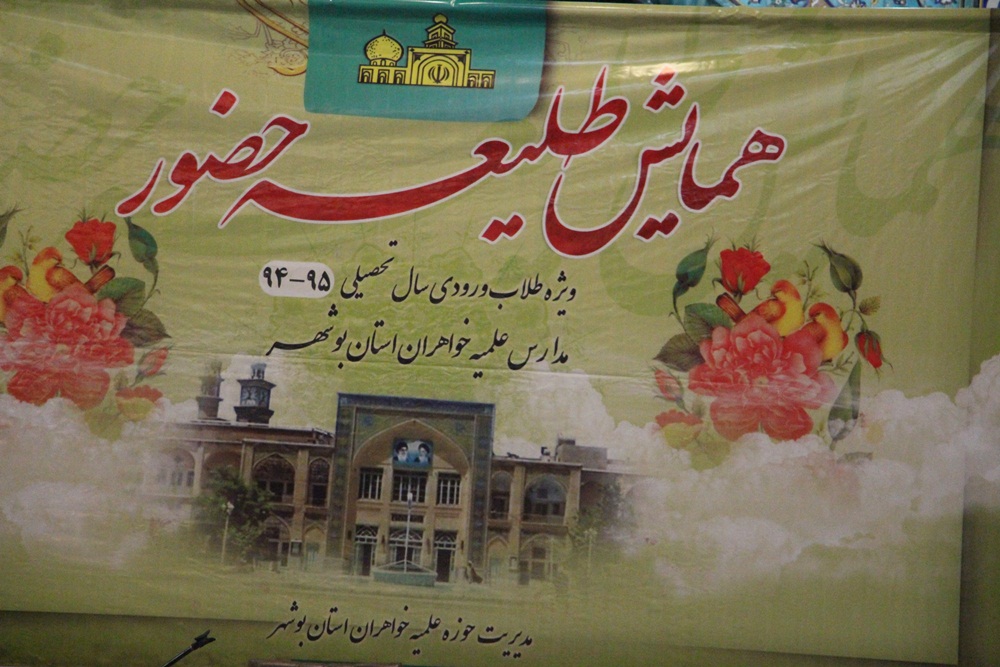 همایش طلیعه حضور
ویژه طلاب ورودی سال تحصیلی ۹۵-۹۴
مدارس علمیه خواهران استان بوشهر
مدیریت حوزه علمیه خواهران استان بوشهر